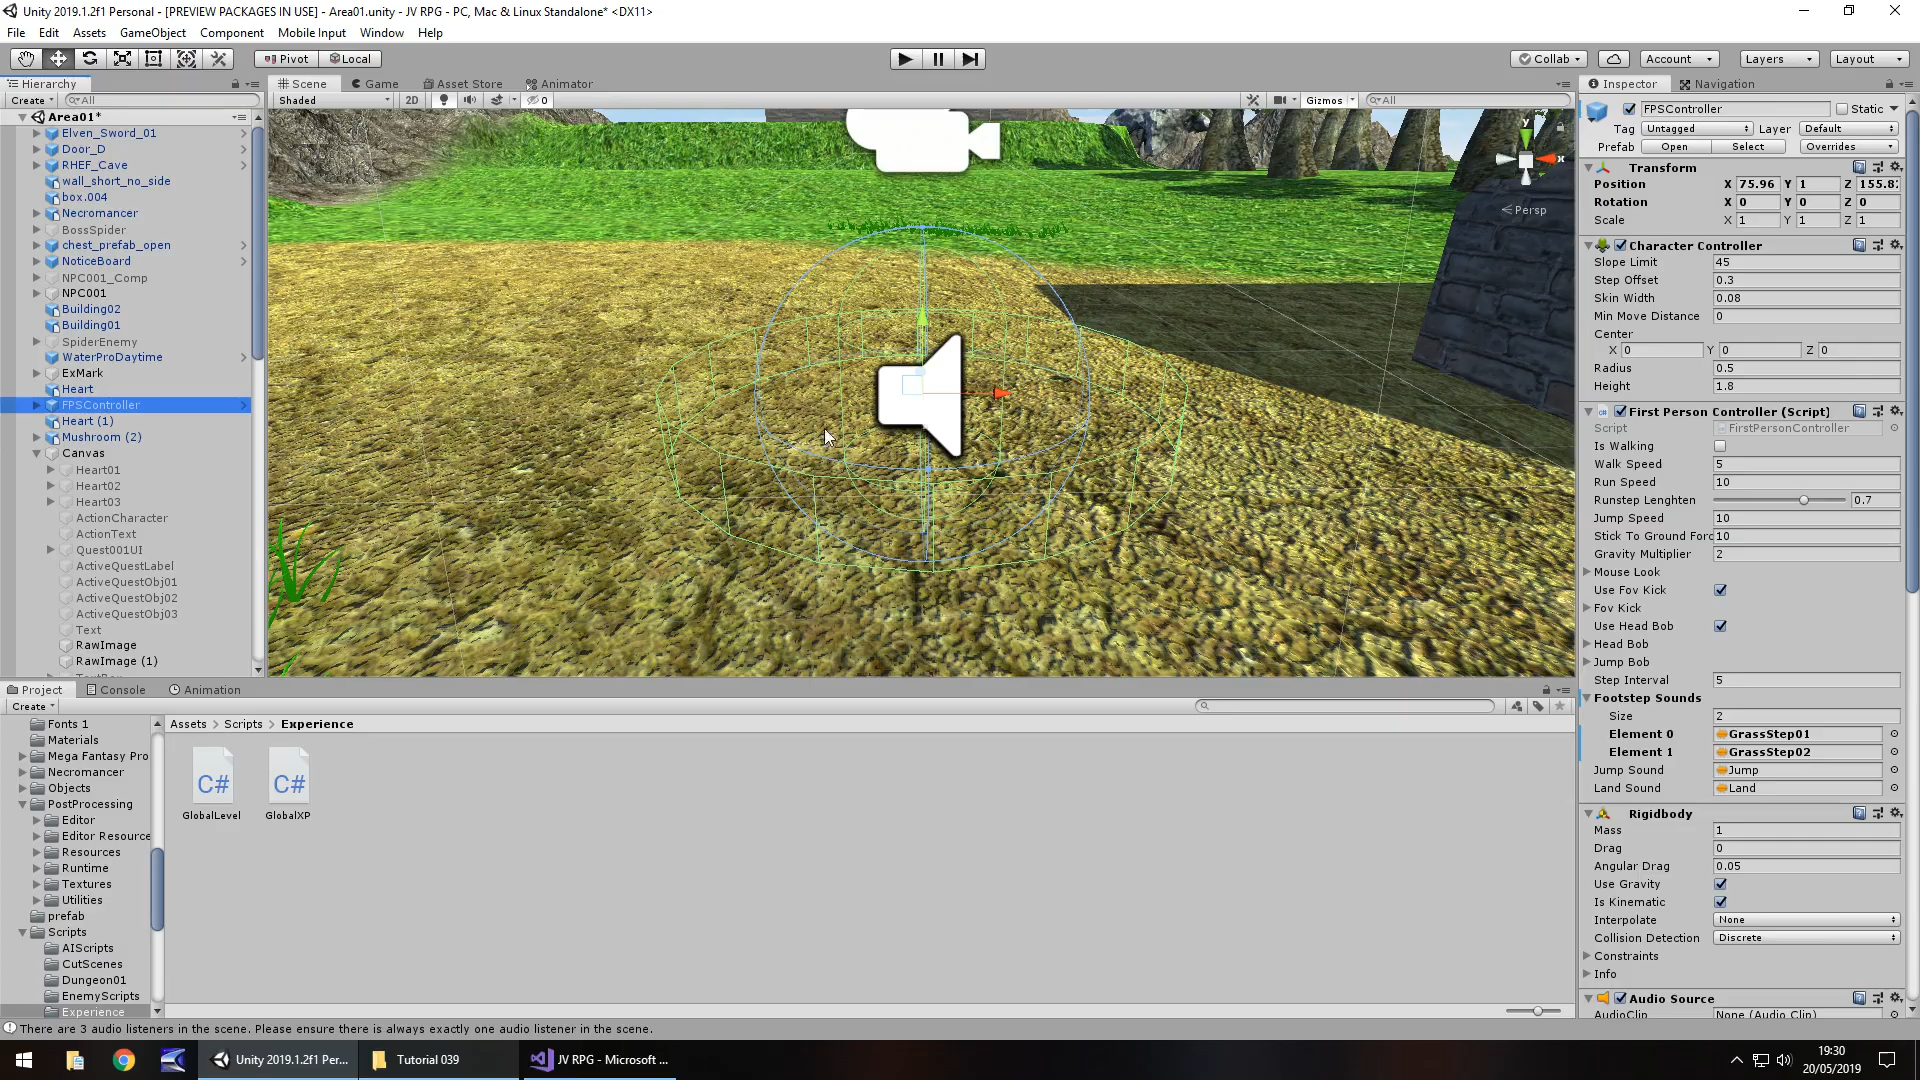 Unity 2019.1.2f1 Personal - [PREVIEW PACKAGES IN USE] - Area01.unity - JV RPG - PC, Mac & Linux Standalone* <DX11>
File Edit Assets GameObject Component Mobile Input Window Help
Pivot Local Collab Account Layers Layout
Hierarchy Scene Game Asset Store Animator Inspector Navigation
Create All Shaded 2D 0 Gizmos All
Area01*
Elven_Sword_01
Door_D
RHEF_Cave
wall_short_no_side
box.004
Necromancer
BossSpider
chest_prefab_open
NoticeBoard
NPC001_Comp
NPC001
Building02
Building01
SpiderEnemy
WaterProDaytime
ExMark
Heart
FPSController
Heart (1)
Mushroom (2)
Canvas
Heart01
Heart02
Heart03
ActionCharacter
ActionText
Quest001UI
ActiveQuestLabel
ActiveQuestObj01
ActiveQuestObj02
ActiveQuestObj03
Text
RawImage
RawImage (1)
y
x
Persp
FPSController Static
Tag Untagged Layer Default
Prefab Open Select Overrides
Transform
Position X 75.96 Y 1 Z 155.8
Rotation X 0 Y 0 Z 0
Scale X 1 Y 1 Z 1
Character Controller
Slope Limit 45
Step Offset 0.3
Skin Width 0.08
Min Move Distance 0
Center
X 0 Y 0 Z 0
Radius 0.5
Height 1.8
First Person Controller (Script)
Script FirstPersonController
Is Walking
Walk Speed 5
Run Speed 10
Runstep Lenghten 0.7
Jump Speed 10
Stick To Ground Forc 10
Gravity Multiplier 2
Mouse Look
Use Fov Kick
Fov Kick
Use Head Bob
Head Bob
Jump Bob
Step Interval 5
Footstep Sounds
Size 2
Element 0 GrassStep01
Element 1 GrassStep02
Jump Sound Jump
Land Sound Land
Rigidbody
Mass 1
Drag 0
Angular Drag 0.05
Use Gravity
Is Kinematic
Interpolate None
Collision Detection Discrete
Constraints
Info
Audio Source
AudioClip None (Audio Clip)
Project Console Animation
Create
Fonts 1
Materials
Mega Fantasy Pro
Necromancer
Objects
PostProcessing
Editor
Editor Resource
Resources
Runtime
Textures
Utilities
prefab
Scripts
AIScripts
CutScenes
Dungeon01
EnemyScripts
Experience
Assets > Scripts > Experience
C# C#
GlobalLevel GlobalXP
There are 3 audio listeners in the scene. Please ensure there is always exactly one audio listener in the scene.
Unity 2019.1.2f1 Per... Tutorial 039 JV RPG - Microsoft ...
19:30
20/05/2019